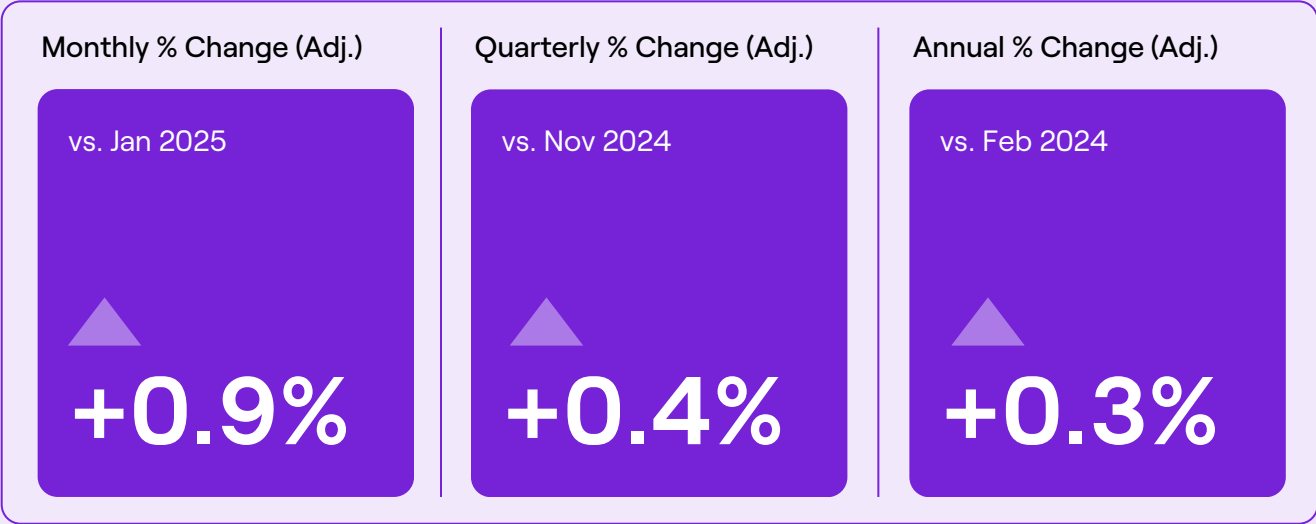 Monthly % Change (Adj.)
vs. Jan 2025
+0.9%
Quarterly % Change (Adj.)
vs. Nov 2024
+0.4%
Annual % Change (Adj.)
vs. Feb 2024
+0.3%